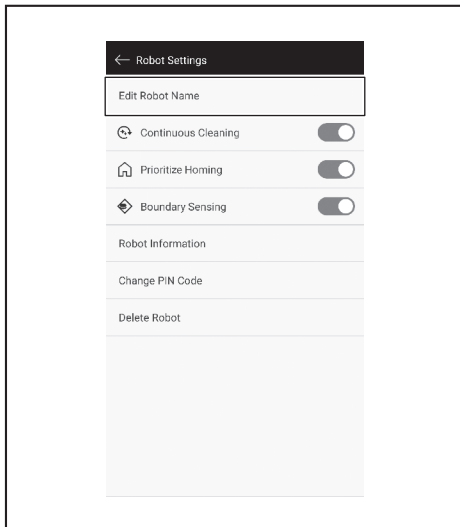 Robot Settings
Edit Robot Name
Continuous Cleaning
Prioritize Homing
Boundary Sensing
Robot Information
Change PIN Code
Delete Robot